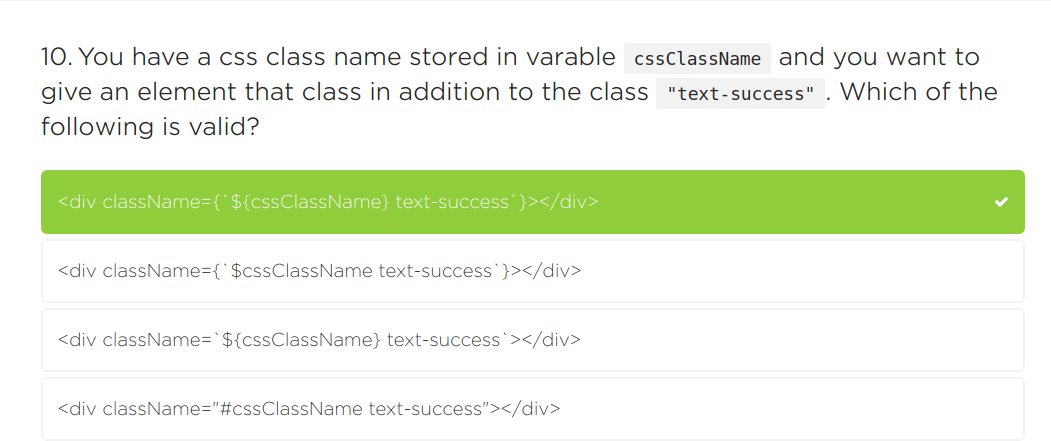 10. You have a css class name stored in varable cssClassName and you want to
give an element that class in addition to the class "text-success" . Which of the
following is valid?
<div className={`${cssClassName} text-success`}></div>
<div className={`$cssClassName text-success`}></div>
<div className=`${cssClassName} text-success`></div>
<div className="#cssClassName text-success"></div>